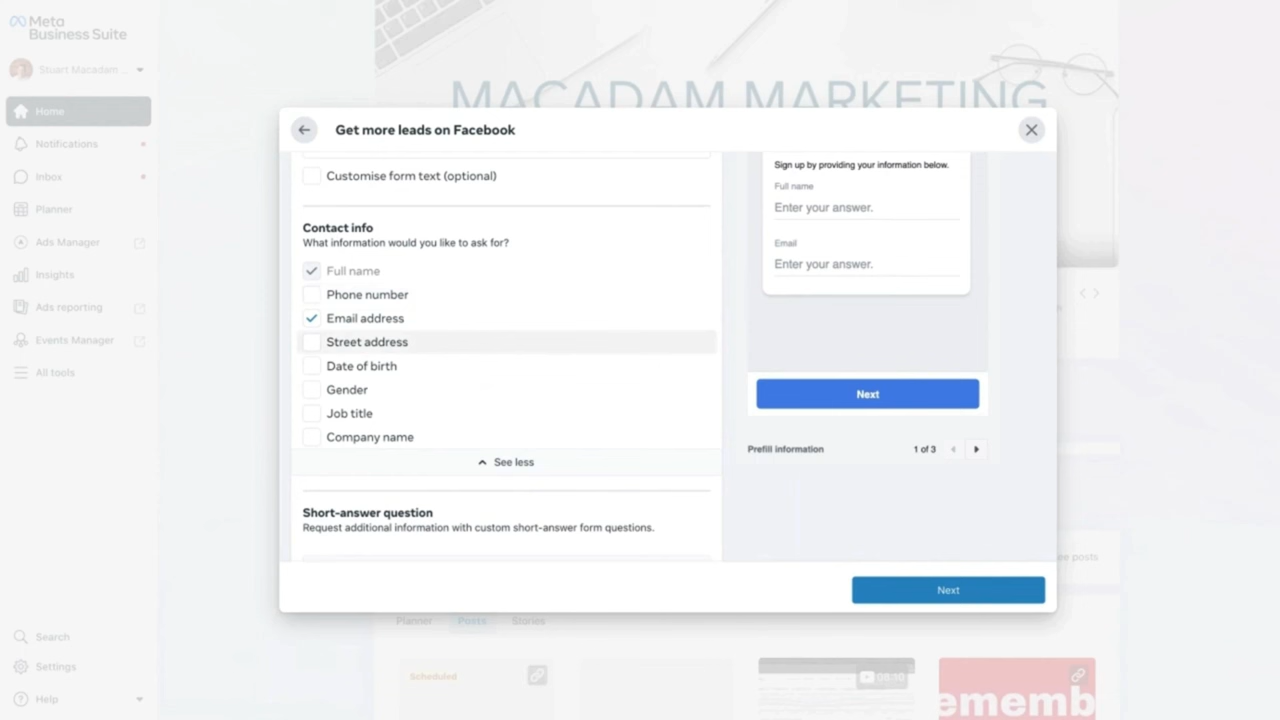 Meta
Business Suite
Stuart Macadam ...
Home
Notifications
Inbox
Planner
Ads Manager
Insights
Ads reporting
Events Manager
All tools
Search
Settings
Help
MACADAM MARKETING
Get more leads on Facebook
Customise form text (optional)
Contact info
What information would you like to ask for?
Full name
Phone number
Email address
Street address
Date of birth
Gender
Job title
Company name
See less
Short-answer question
Request additional information with custom short-answer form questions.
Sign up by providing your information below.
Full name
Enter your answer.
Email
Enter your answer.
Next
Prefill information
1 of 3
Next
posts
Planner
Posts
Stories
Scheduled
08:10
ememb